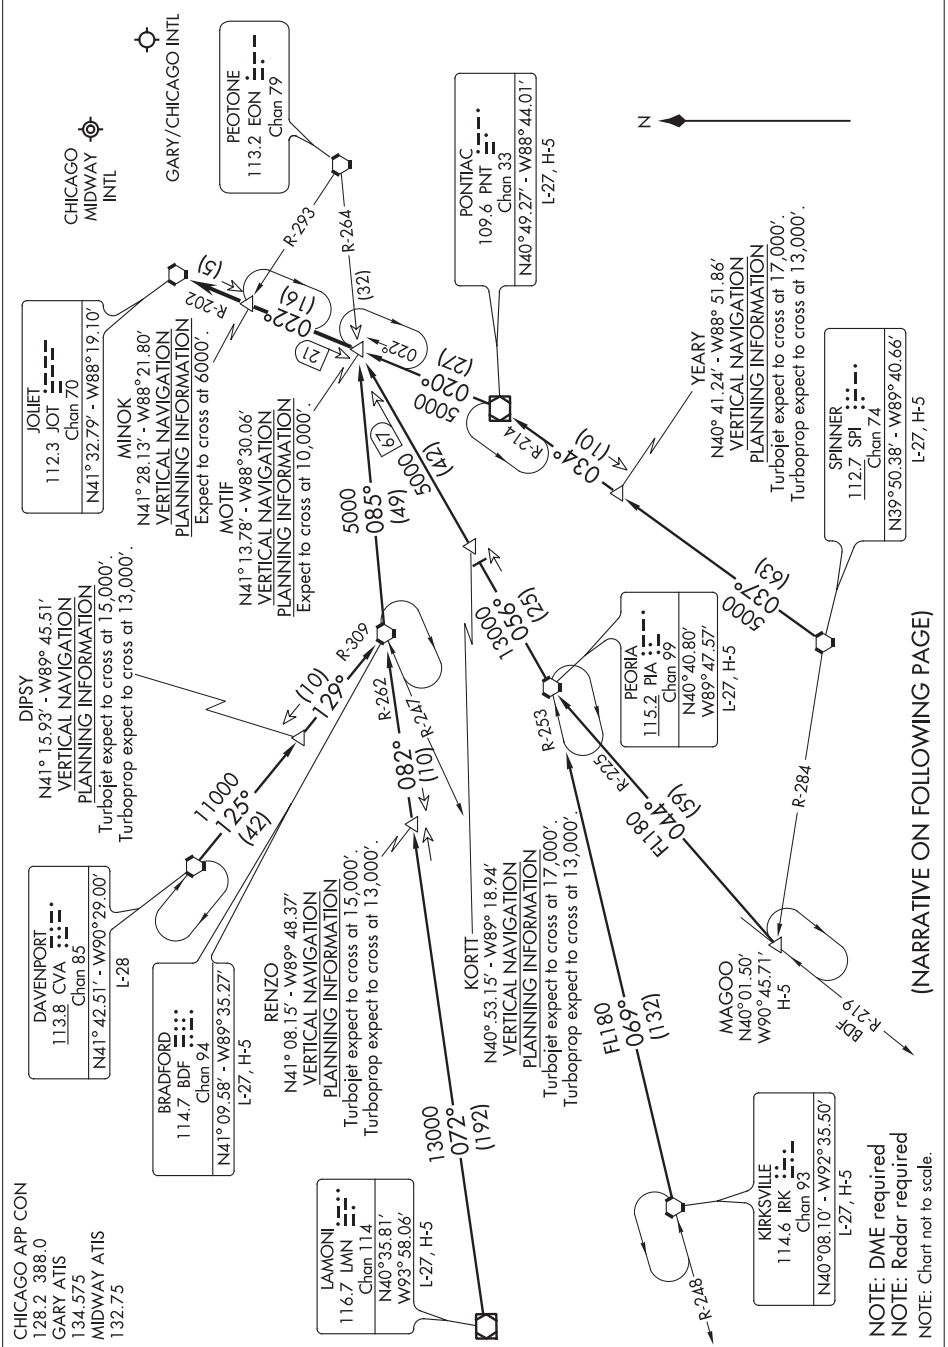 CHICAGO APP CON
128.2 388.0
GARY ATIS
134.575
MIDWAY ATIS
132.75
DAVENPORT
113.8 CVA
Chan 85
N41°42.51' - W90°29.00'
L-28
BRADFORD
114.7 BDF
Chan 94
N41°09.58' - W89°35.27'
L-27, H-5
DIPSY
N41°15.93' - W89°45.51'
VERTICAL NAVIGATION
PLANNING INFORMATION
Turbojet expect to cross at 15,000'.
Turboprop expect to cross at 13,000'.
JOLIET
112.3 JOT
Chan 70
N41°32.79' - W88°19.10'
MINOK
N41°28.13' - W88°21.80'
VERTICAL NAVIGATION
PLANNING INFORMATION
Expect to cross at 6000'.
MOTIF
N41°13.78' - W88°30.06'
VERTICAL NAVIGATION
PLANNING INFORMATION
Expect to cross at 10,000'.
CHICAGO
MIDWAY
INTL
GARY/CHICAGO INTL
PEOTONE
113.2 EON
Chan 79
R-293
R-264
(32)
R-202
(5)
022°
(16)
21
022°
11000
125°
(42)
(10)
129°
R-309
5000
085°
(49)
R-262
R-247
082°
(10)
67
5000
(42)
5000
020°
(27)
PONTIAC
109.6 PNT
Chan 33
N40°49.27' - W88°44.01'
L-27, H-5
N
RENZO
N41°08.15' - W89°48.37'
VERTICAL NAVIGATION
PLANNING INFORMATION
Turbojet expect to cross at 15,000'.
Turboprop expect to cross at 13,000'.
LAMONI
116.7 LMN
Chan 114
N40°35.81'
W93°58.06'
L-27, H-5
13000
072°
(192)
KORTT
N40°53.15' - W89°18.94'
VERTICAL NAVIGATION
PLANNING INFORMATION
Turbojet expect to cross at 17,000'.
Turboprop expect to cross at 13,000'.
13000
056°
(25)
R-253
R-225
PEORIA
115.2 PIA
Chan 99
N40°40.80'
W89°47.57'
L-27, H-5
R-214
034°
(10)
YEARY
N40°41.24' - W88°51.86'
VERTICAL NAVIGATION
PLANNING INFORMATION
Turbojet expect to cross at 17,000'.
Turboprop expect to cross at 13,000'.
5000
037°
(63)
SPINNER
112.7 SPI
Chan 74
N39°50.38' - W89°40.66'
L-27, H-5
R-284
FL180
044°
(59)
FL180
069°
(132)
MAGOO
N40°01.50'
W90°45.71'
H-5
BDF
R-219
KIRKSVILLE
114.6 IRK
Chan 93
N40°08.10' - W92°35.50'
L-27, H-5
R-248
NOTE: DME required
NOTE: Radar required
NOTE: Chart not to scale.
(NARRATIVE ON FOLLOWING PAGE)